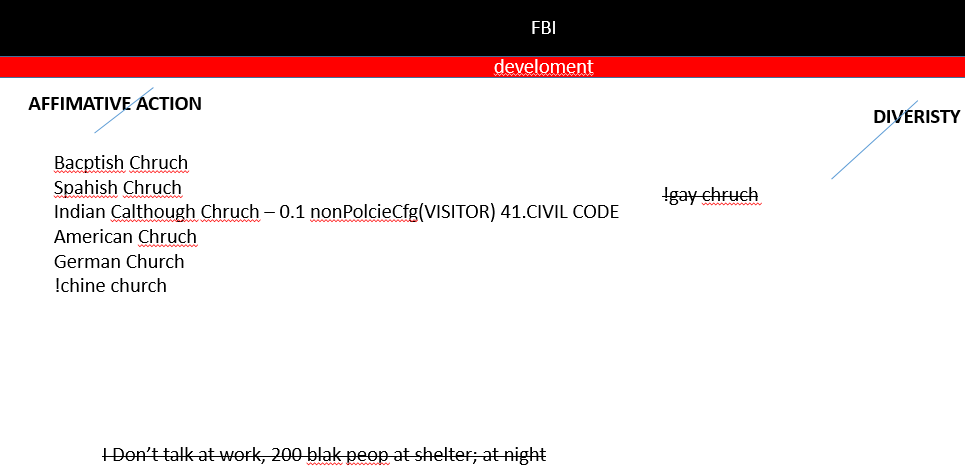 FBI
develoment
AFFIMATIVE ACTION
DIVERISTY
Bacptish Chruch
Spahish Chruch
!gay chruch
Indian Calthough Chruch – 0.1 nonPolcieCfg(VISITOR) 41.CIVIL CODE
American Chruch
German Church
!chine church
I Don’t talk at work, 200 blak peop at shelter; at night